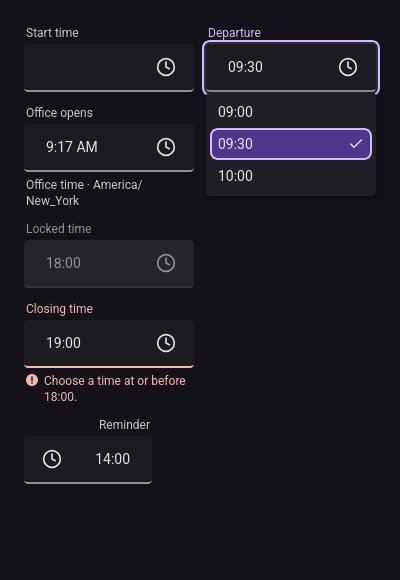 Start time
Departure
09:30
09:00
09:30
10:00
Office opens
9:17 AM
Office time · America/
New_York
Locked time
18:00
Closing time
19:00
Choose a time at or before
18:00.
Reminder
14:00